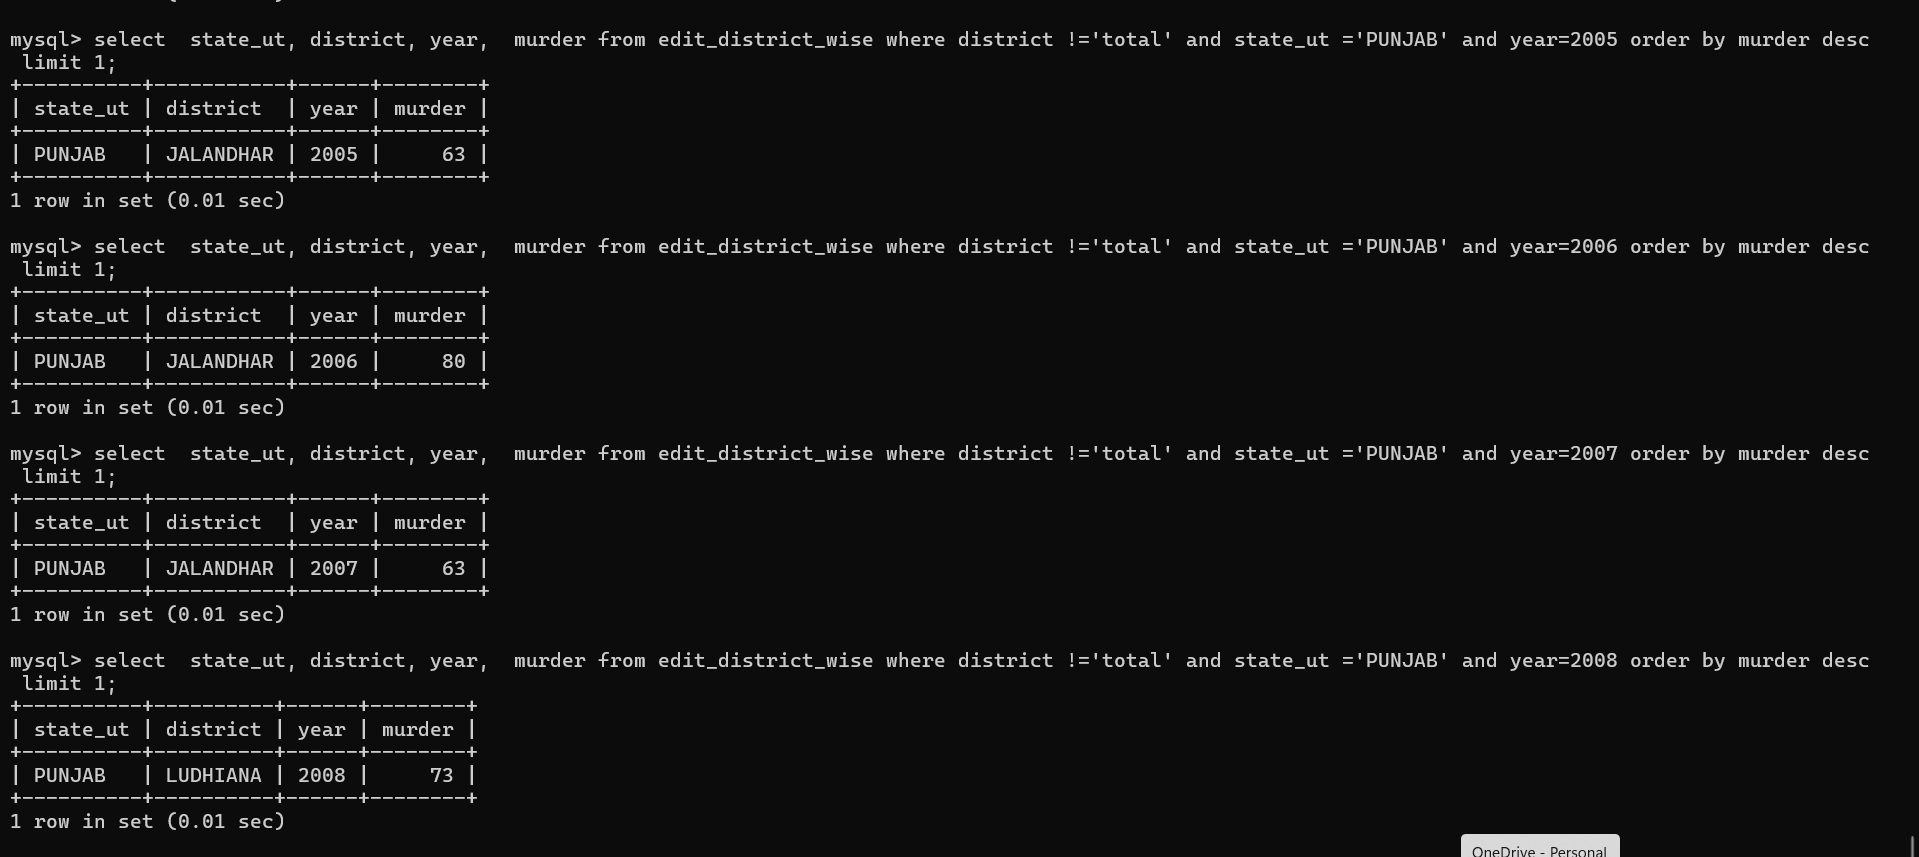 mysql> select  state_ut, district, year,  murder from edit_district_wise where district !='total' and state_ut ='PUNJAB' and year=2005 order by murder desc
 limit 1;
+----------+-----------+------+--------+
| state_ut | district  | year | murder |
+----------+-----------+------+--------+
| PUNJAB   | JALANDHAR | 2005 |     63 |
+----------+-----------+------+--------+
1 row in set (0.01 sec)
mysql> select  state_ut, district, year,  murder from edit_district_wise where district !='total' and state_ut ='PUNJAB' and year=2006 order by murder desc
 limit 1;
+----------+-----------+------+--------+
| state_ut | district  | year | murder |
+----------+-----------+------+--------+
| PUNJAB   | JALANDHAR | 2006 |     80 |
+----------+-----------+------+--------+
1 row in set (0.01 sec)
mysql> select  state_ut, district, year,  murder from edit_district_wise where district !='total' and state_ut ='PUNJAB' and year=2007 order by murder desc
 limit 1;
+----------+-----------+------+--------+
| state_ut | district  | year | murder |
+----------+-----------+------+--------+
| PUNJAB   | JALANDHAR | 2007 |     63 |
+----------+-----------+------+--------+
1 row in set (0.01 sec)
mysql> select  state_ut, district, year,  murder from edit_district_wise where district !='total' and state_ut ='PUNJAB' and year=2008 order by murder desc
 limit 1;
+----------+----------+------+--------+
| state_ut | district | year | murder |
+----------+----------+------+--------+
| PUNJAB   | LUDHIANA | 2008 |     73 |
+----------+----------+------+--------+
1 row in set (0.01 sec)
OneDrive - Personal